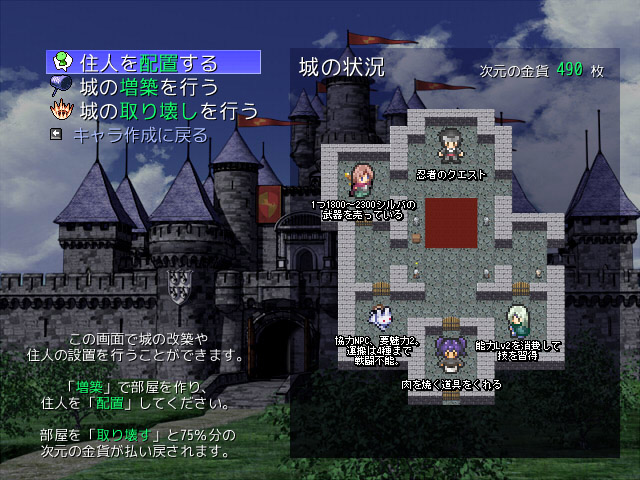 住人を配置する
城の増築を行う
城の取り壊しを行う
キャラ作成に戻る
この画面で城の改築や
住人の設置を行うことができます。
「増築」で部屋を作り、
住人を「配置」してください。
部屋を「取り壊す」と75%分の
次元の金貨が払い戻されます。
城の状況
次元の金貨 490 枚
忍者のクエスト
1つ1800～2300シルバの
武器を売っている
協力NPC、要魅力2、
運搬は4種まで
戦闘不能。
能力Lv2を消費して
技を習得
肉を焼く道具をくれる